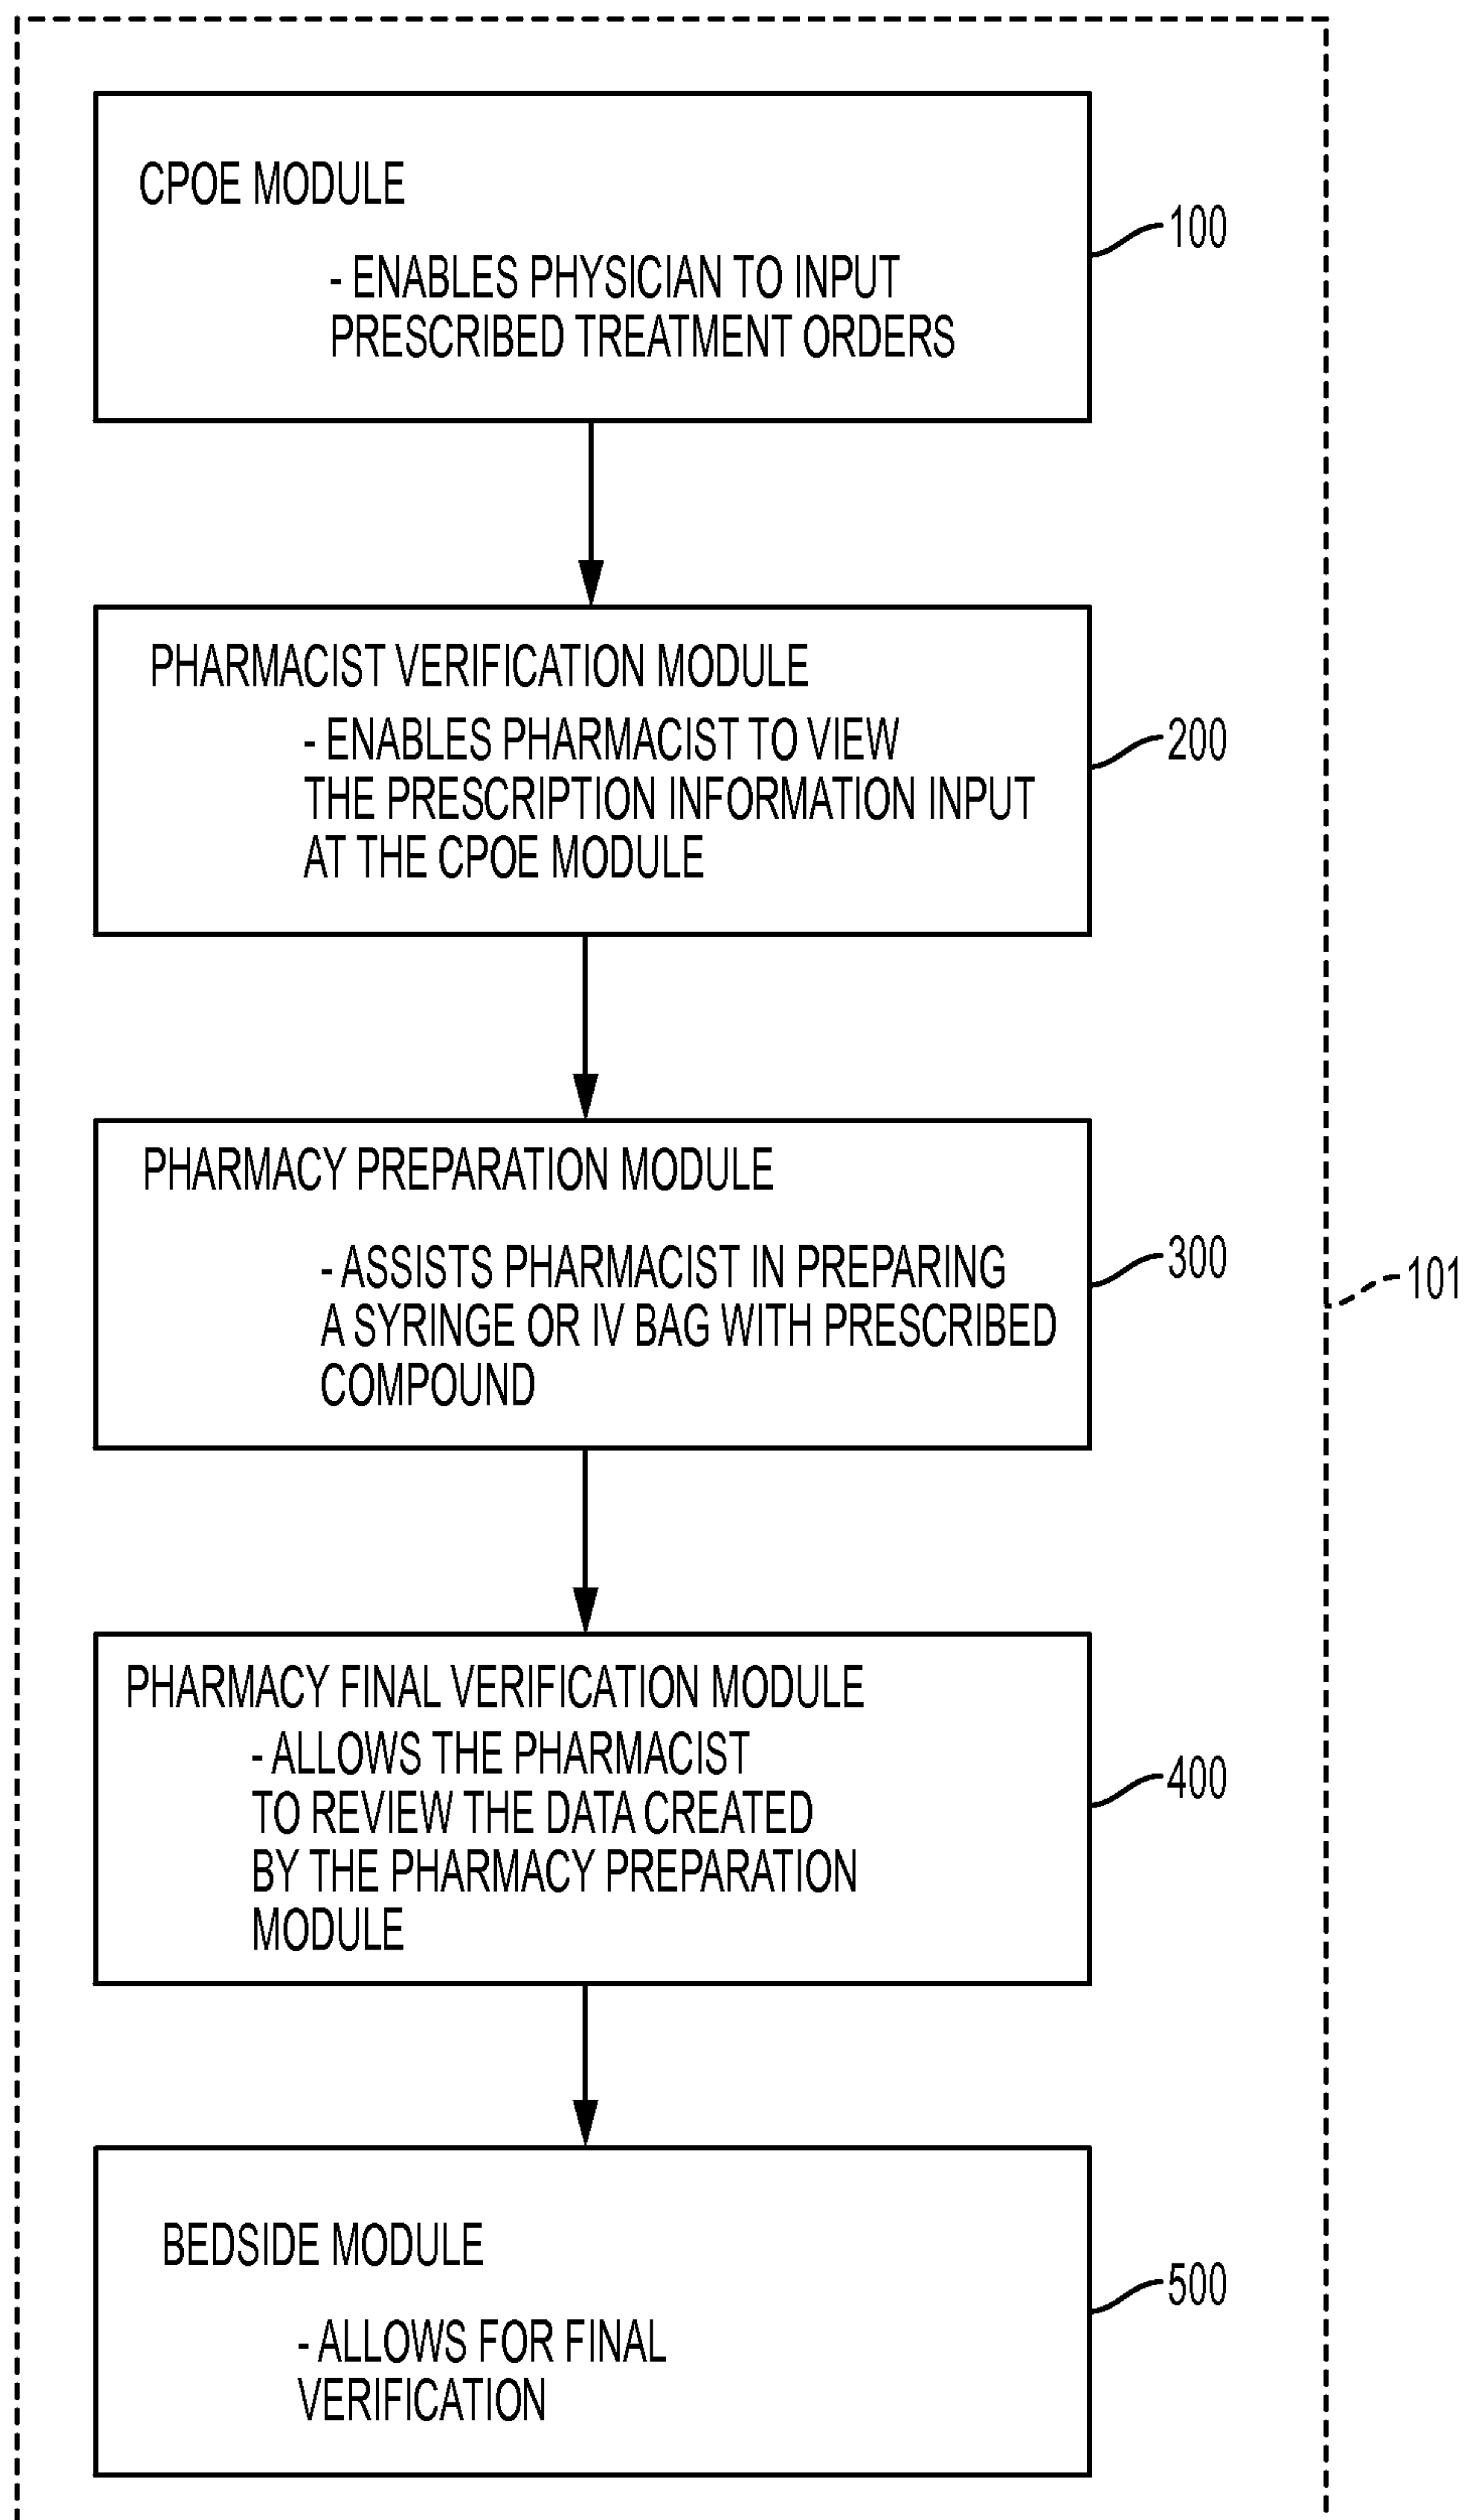 CPOE MODULE
- ENABLES PHYSICIAN TO INPUT
PRESCRIBED TREATMENT ORDERS
100
PHARMACIST VERIFICATION MODULE
- ENABLES PHARMACIST TO VIEW
THE PRESCRIPTION INFORMATION INPUT
AT THE CPOE MODULE
200
PHARMACY PREPARATION MODULE
- ASSISTS PHARMACIST IN PREPARING
A SYRINGE OR IV BAG WITH PRESCRIBED
COMPOUND
300
101
PHARMACY FINAL VERIFICATION MODULE
- ALLOWS THE PHARMACIST
TO REVIEW THE DATA CREATED
BY THE PHARMACY PREPARATION
MODULE
400
BEDSIDE MODULE
- ALLOWS FOR FINAL
VERIFICATION
500